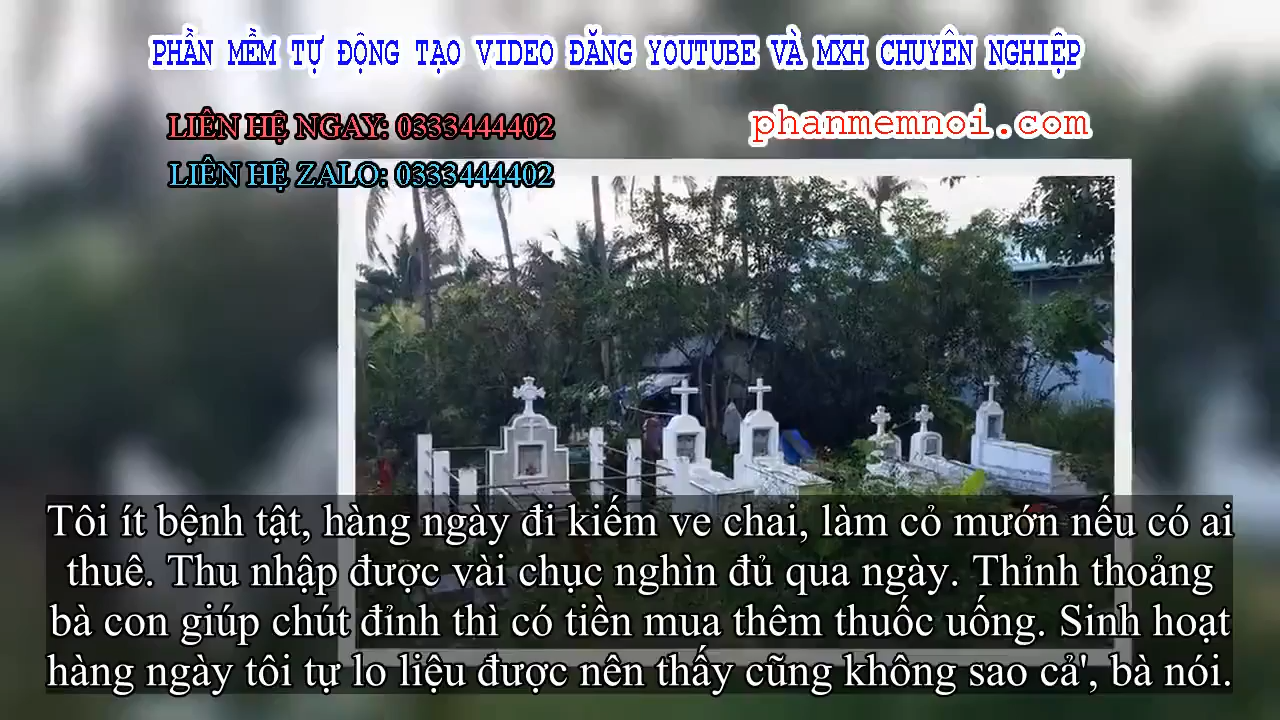 PHẦN MỀM TỰ ĐỘNG TẠO VIDEO ĐĂNG YOUTUBE VÀ MXH CHUYÊN NGHIỆP
LIÊN HỆ NGAY: 0333444402
phanmemnoi.com
LIÊN HỆ ZALO: 0333444402
Tôi ít bệnh tật, hàng ngày đi kiếm ve chai, làm cỏ mướn nếu có ai
thuê. Thu nhập được vài chục nghìn đủ qua ngày. Thỉnh thoảng
bà con giúp chút đỉnh thì có tiền mua thêm thuốc uống. Sinh hoạt
hàng ngày tôi tự lo liệu được nên thấy cũng không sao cả', bà nói.